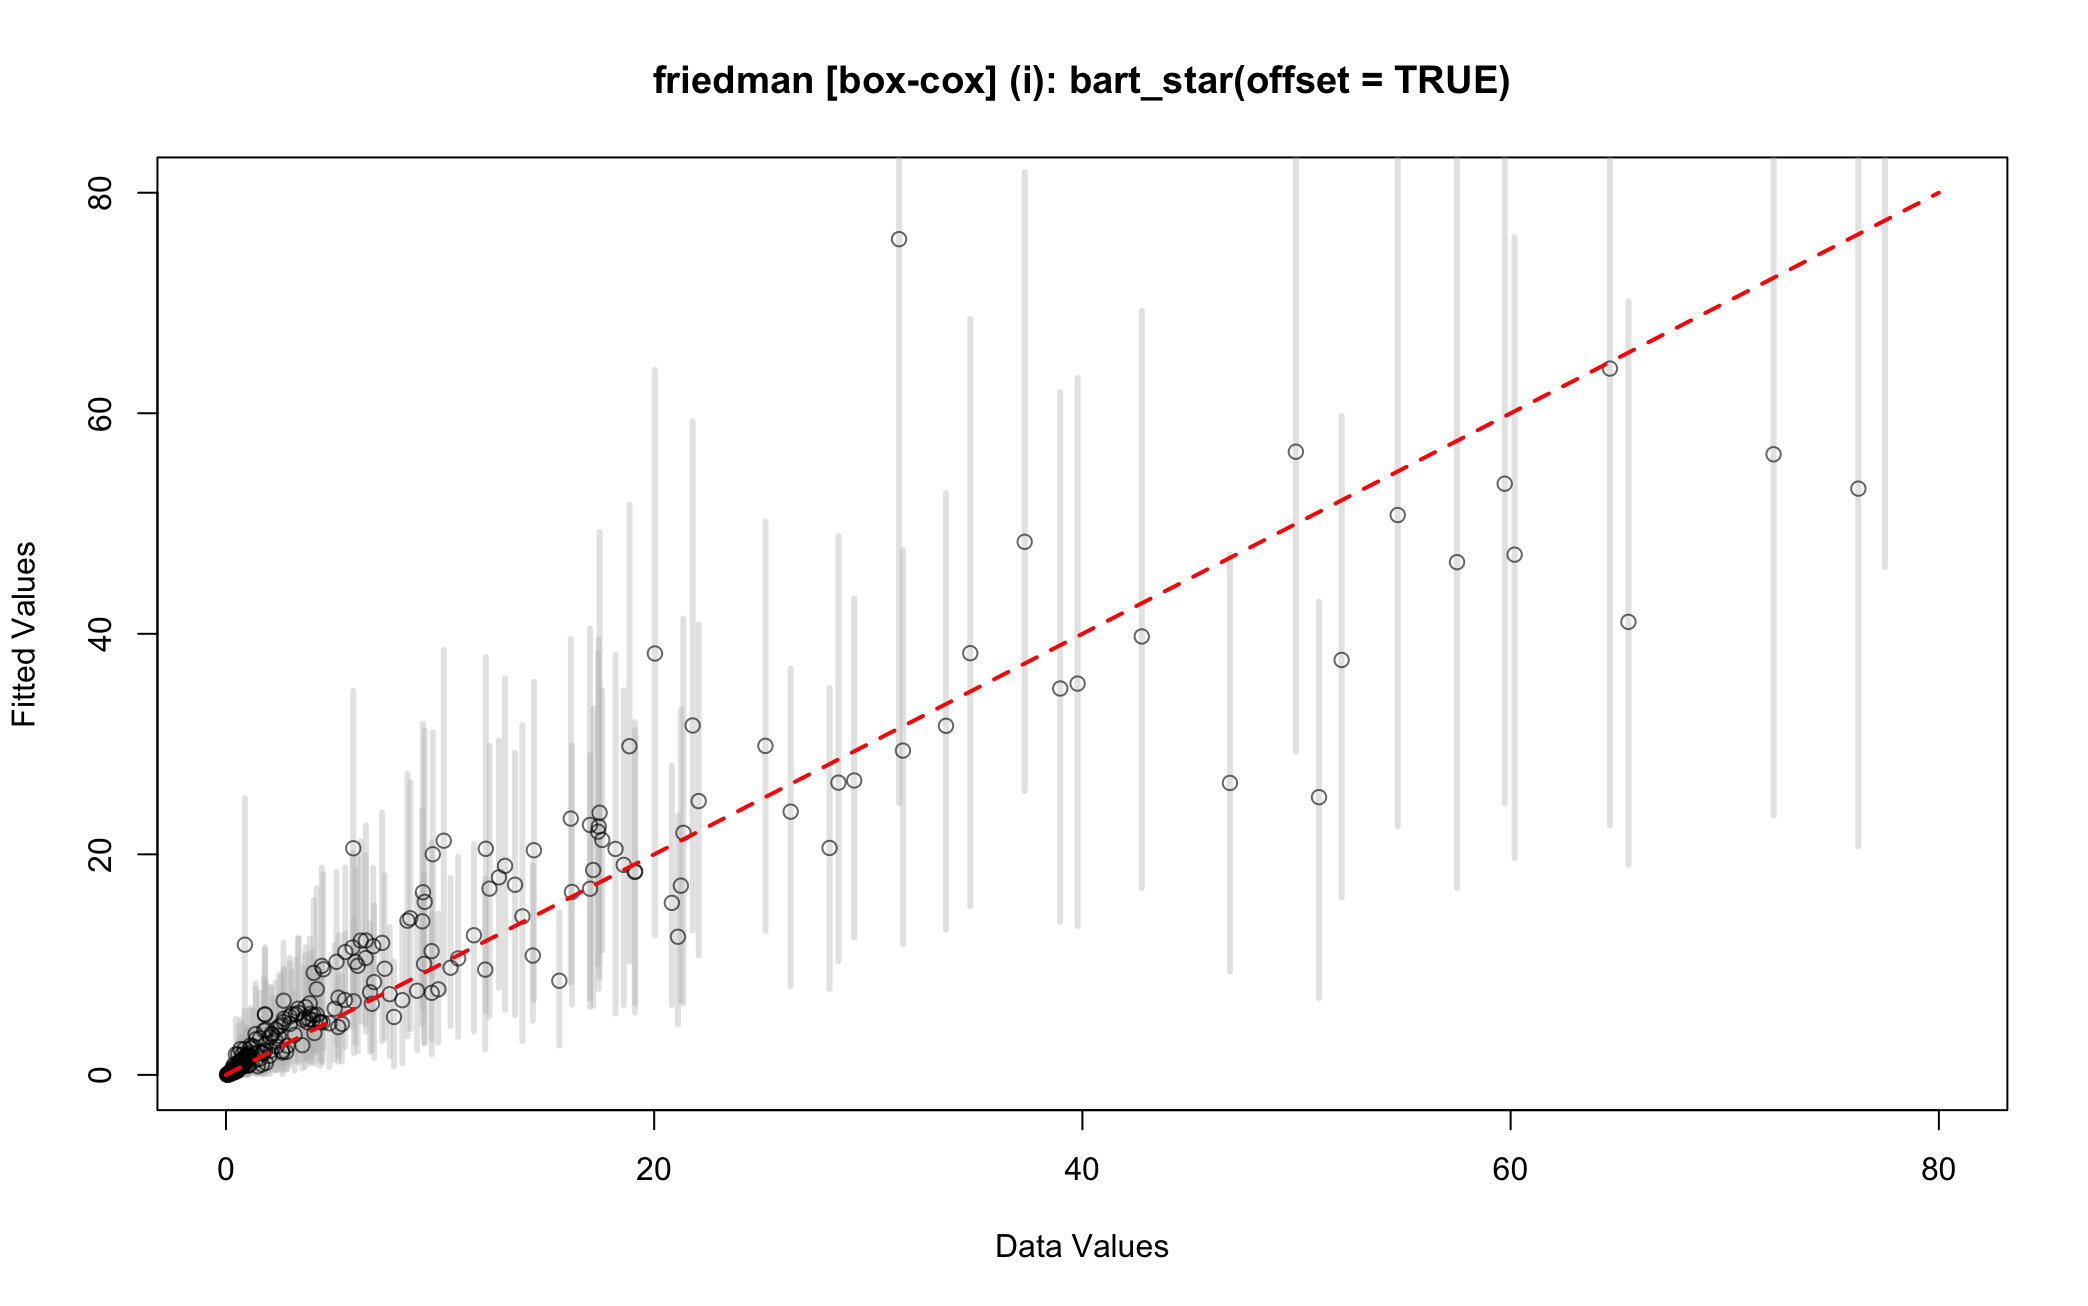 friedman [box-cox] (i): bart_star(offset = TRUE)
80
60
40
20
0
Fitted Values
0 20 40 60 80
Data Values